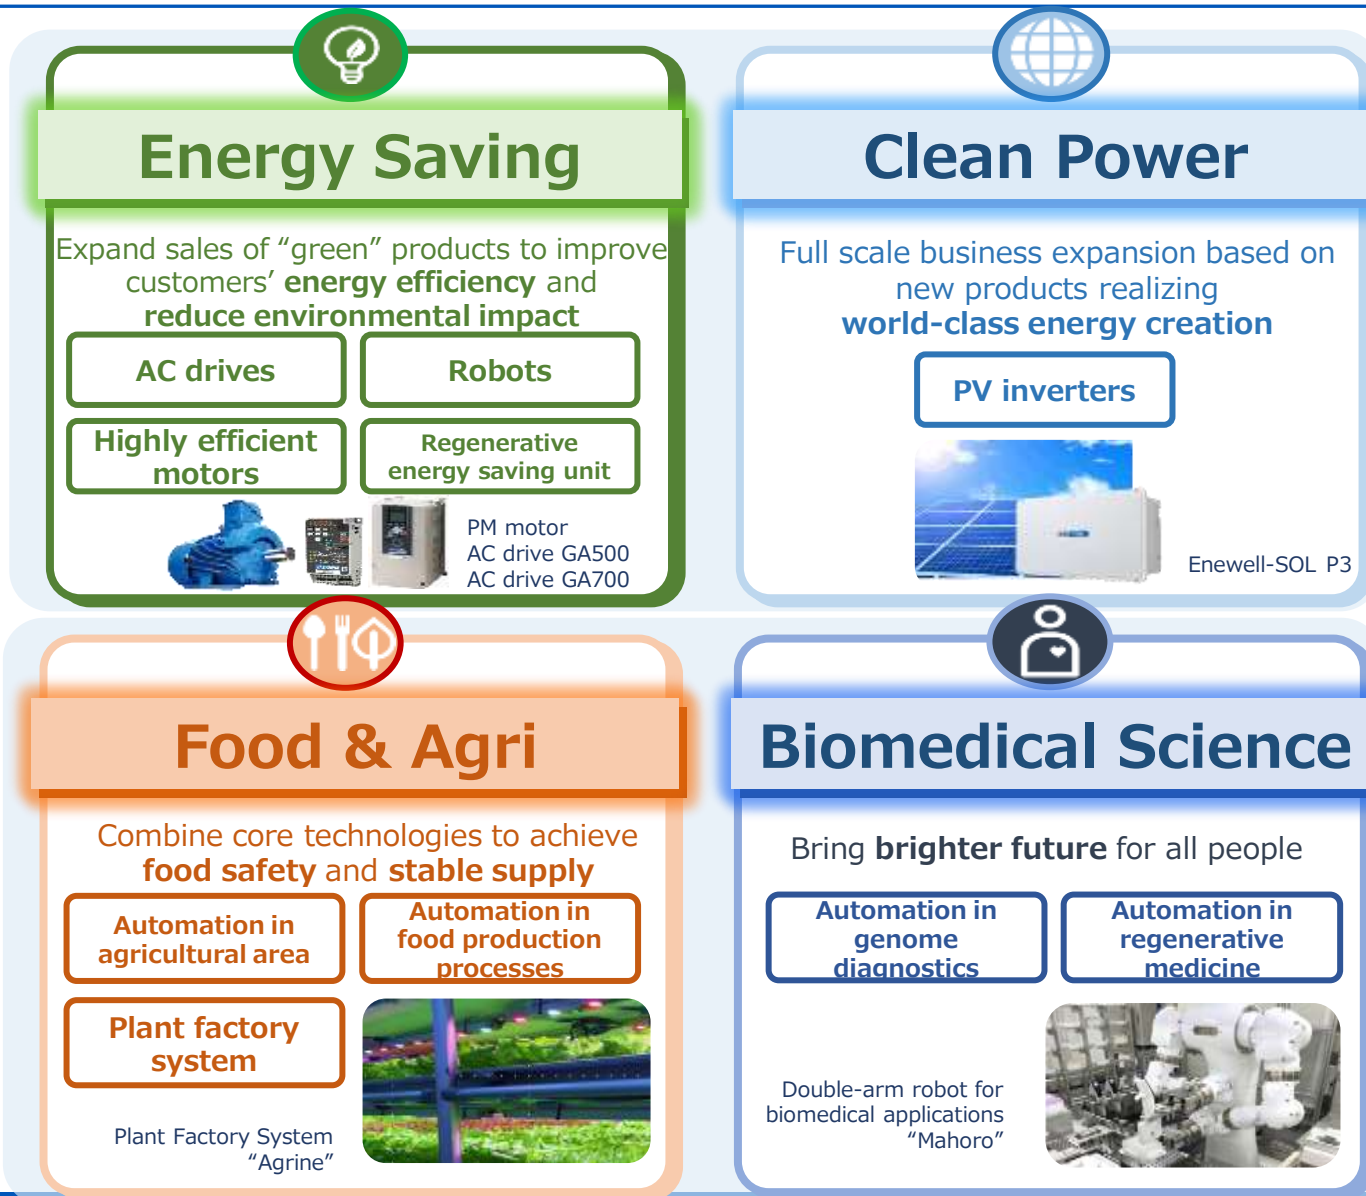 Energy Saving
Expand sales of “green” products to improve
customers’ energy efficiency and
reduce environmental impact
AC drives
Robots
Highly efficient
motors
Regenerative
energy saving unit
PM motor
AC drive GA500
AC drive GA700
Clean Power
Full scale business expansion based on
new products realizing
world-class energy creation
PV inverters
Enewell-SOL P3
Food & Agri
Combine core technologies to achieve
food safety and stable supply
Automation in
agricultural area
Automation in
food production
processes
Plant factory
system
Plant Factory System
“Agrine”
Biomedical Science
Bring brighter future for all people
Automation in
genome
diagnostics
Automation in
regenerative
medicine
Double-arm robot for
biomedical applications
“Mahoro”